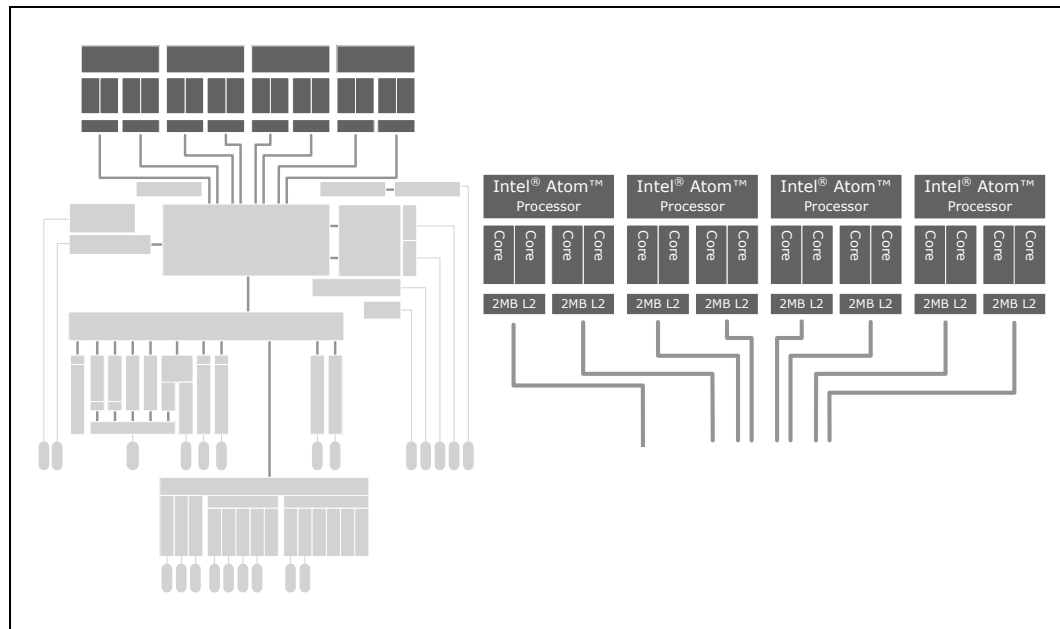 Intel® Atom™ Intel® Atom™ Intel® Atom™ Intel® Atom™
Processor Processor Processor Processor
Core Core Core Core Core Core Core Core Core Core Core Core Core Core Core Core
2MB L2 2MB L2 2MB L2 2MB L2 2MB L2 2MB L2 2MB L2 2MB L2